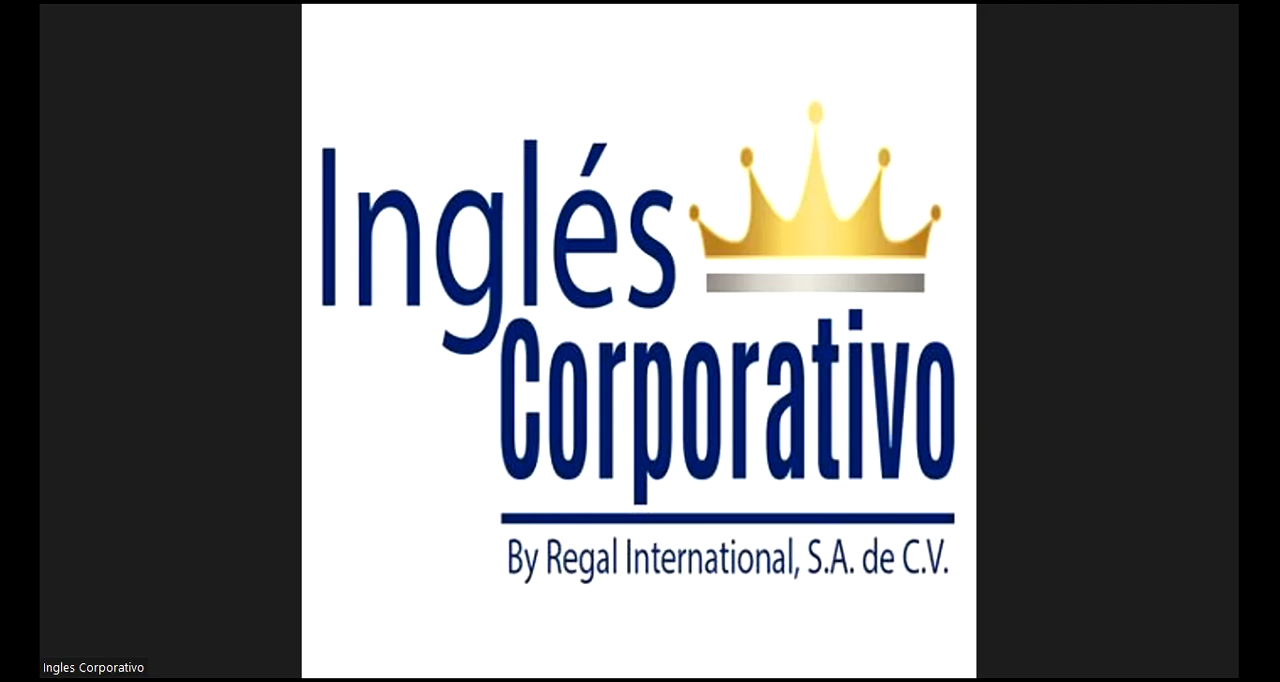 Inglés
Corporativo
By Regal International, S.A. de C.V.
Ingles Corporativo